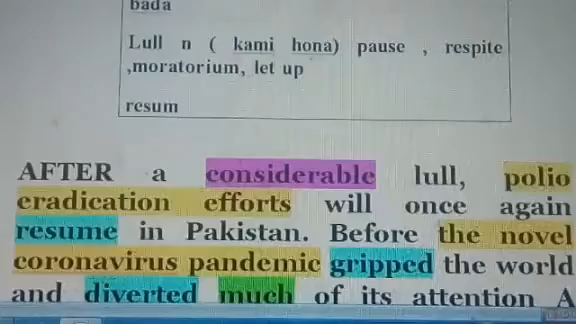 bada
Lull n ( kami hona) pause , respite
,moratorium, let up
resum
AFTER a considerable lull, polio
eradication efforts will once again
resume in Pakistan. Before the novel
coronavirus pandemic gripped the world
and diverted much of its attention A